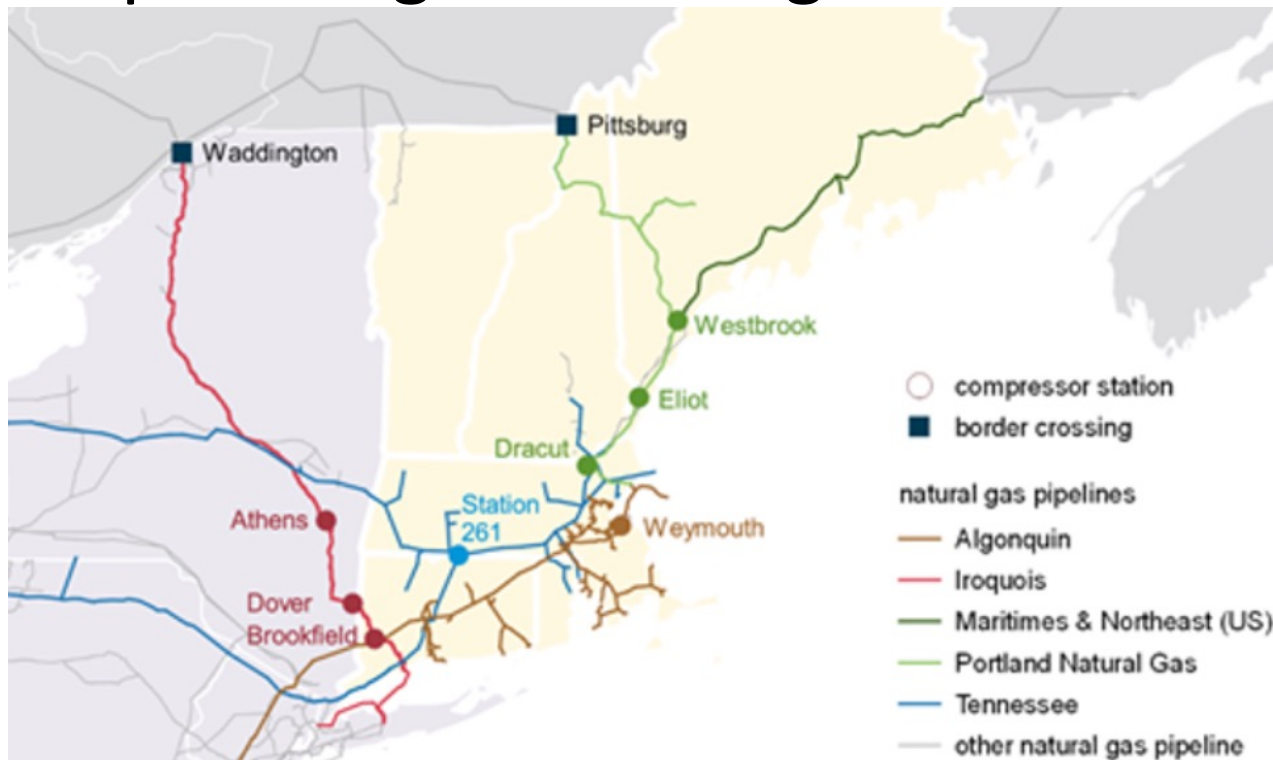 Pittsburg
Waddington
Westbrook
Eliot
Dracut
Station
261
Athens
Weymouth
Dover
Brookfield
compressor station
border crossing
natural gas pipelines
Algonquin
Iroquois
Maritimes & Northeast (US)
Portland Natural Gas
Tennessee
other natural gas pipeline